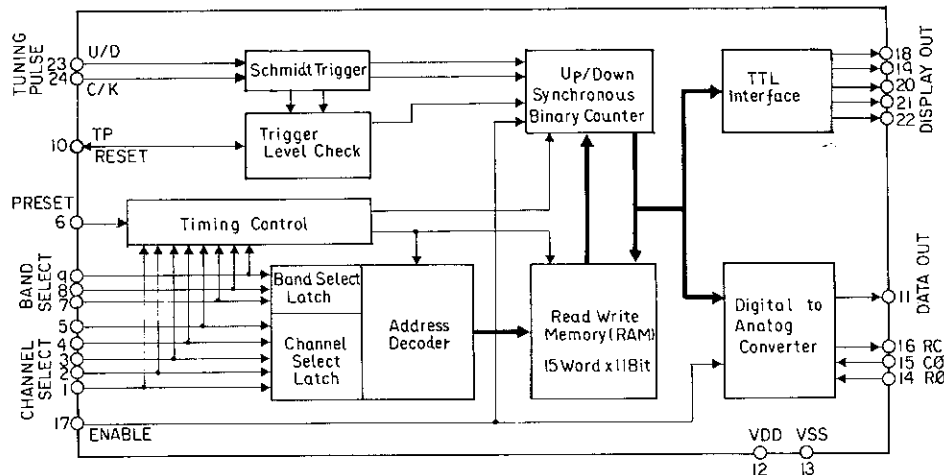 TUNING PULSE
23 U/D
24 C/K
10 TP RESET
PRESET
6
BAND SELECT
9
8
7
CHANNEL SELECT
5
4
3
2
1
17 ENABLE
Schmidt Trigger
Trigger
Level Check
Timing Control
Band Select
Latch
Channel
Select
Latch
Address
Decoder
Up/Down
Synchronous
Binary Counter
Read Write
Memory(RAM)
15 Word x 11Bit
TTL
Interface
Digital to
Analog
Converter
18
19
20
21
22
DISPLAY OUT
11
DATA OUT
16 RC
15 CØ
14 RØ
VDD VSS
12 13